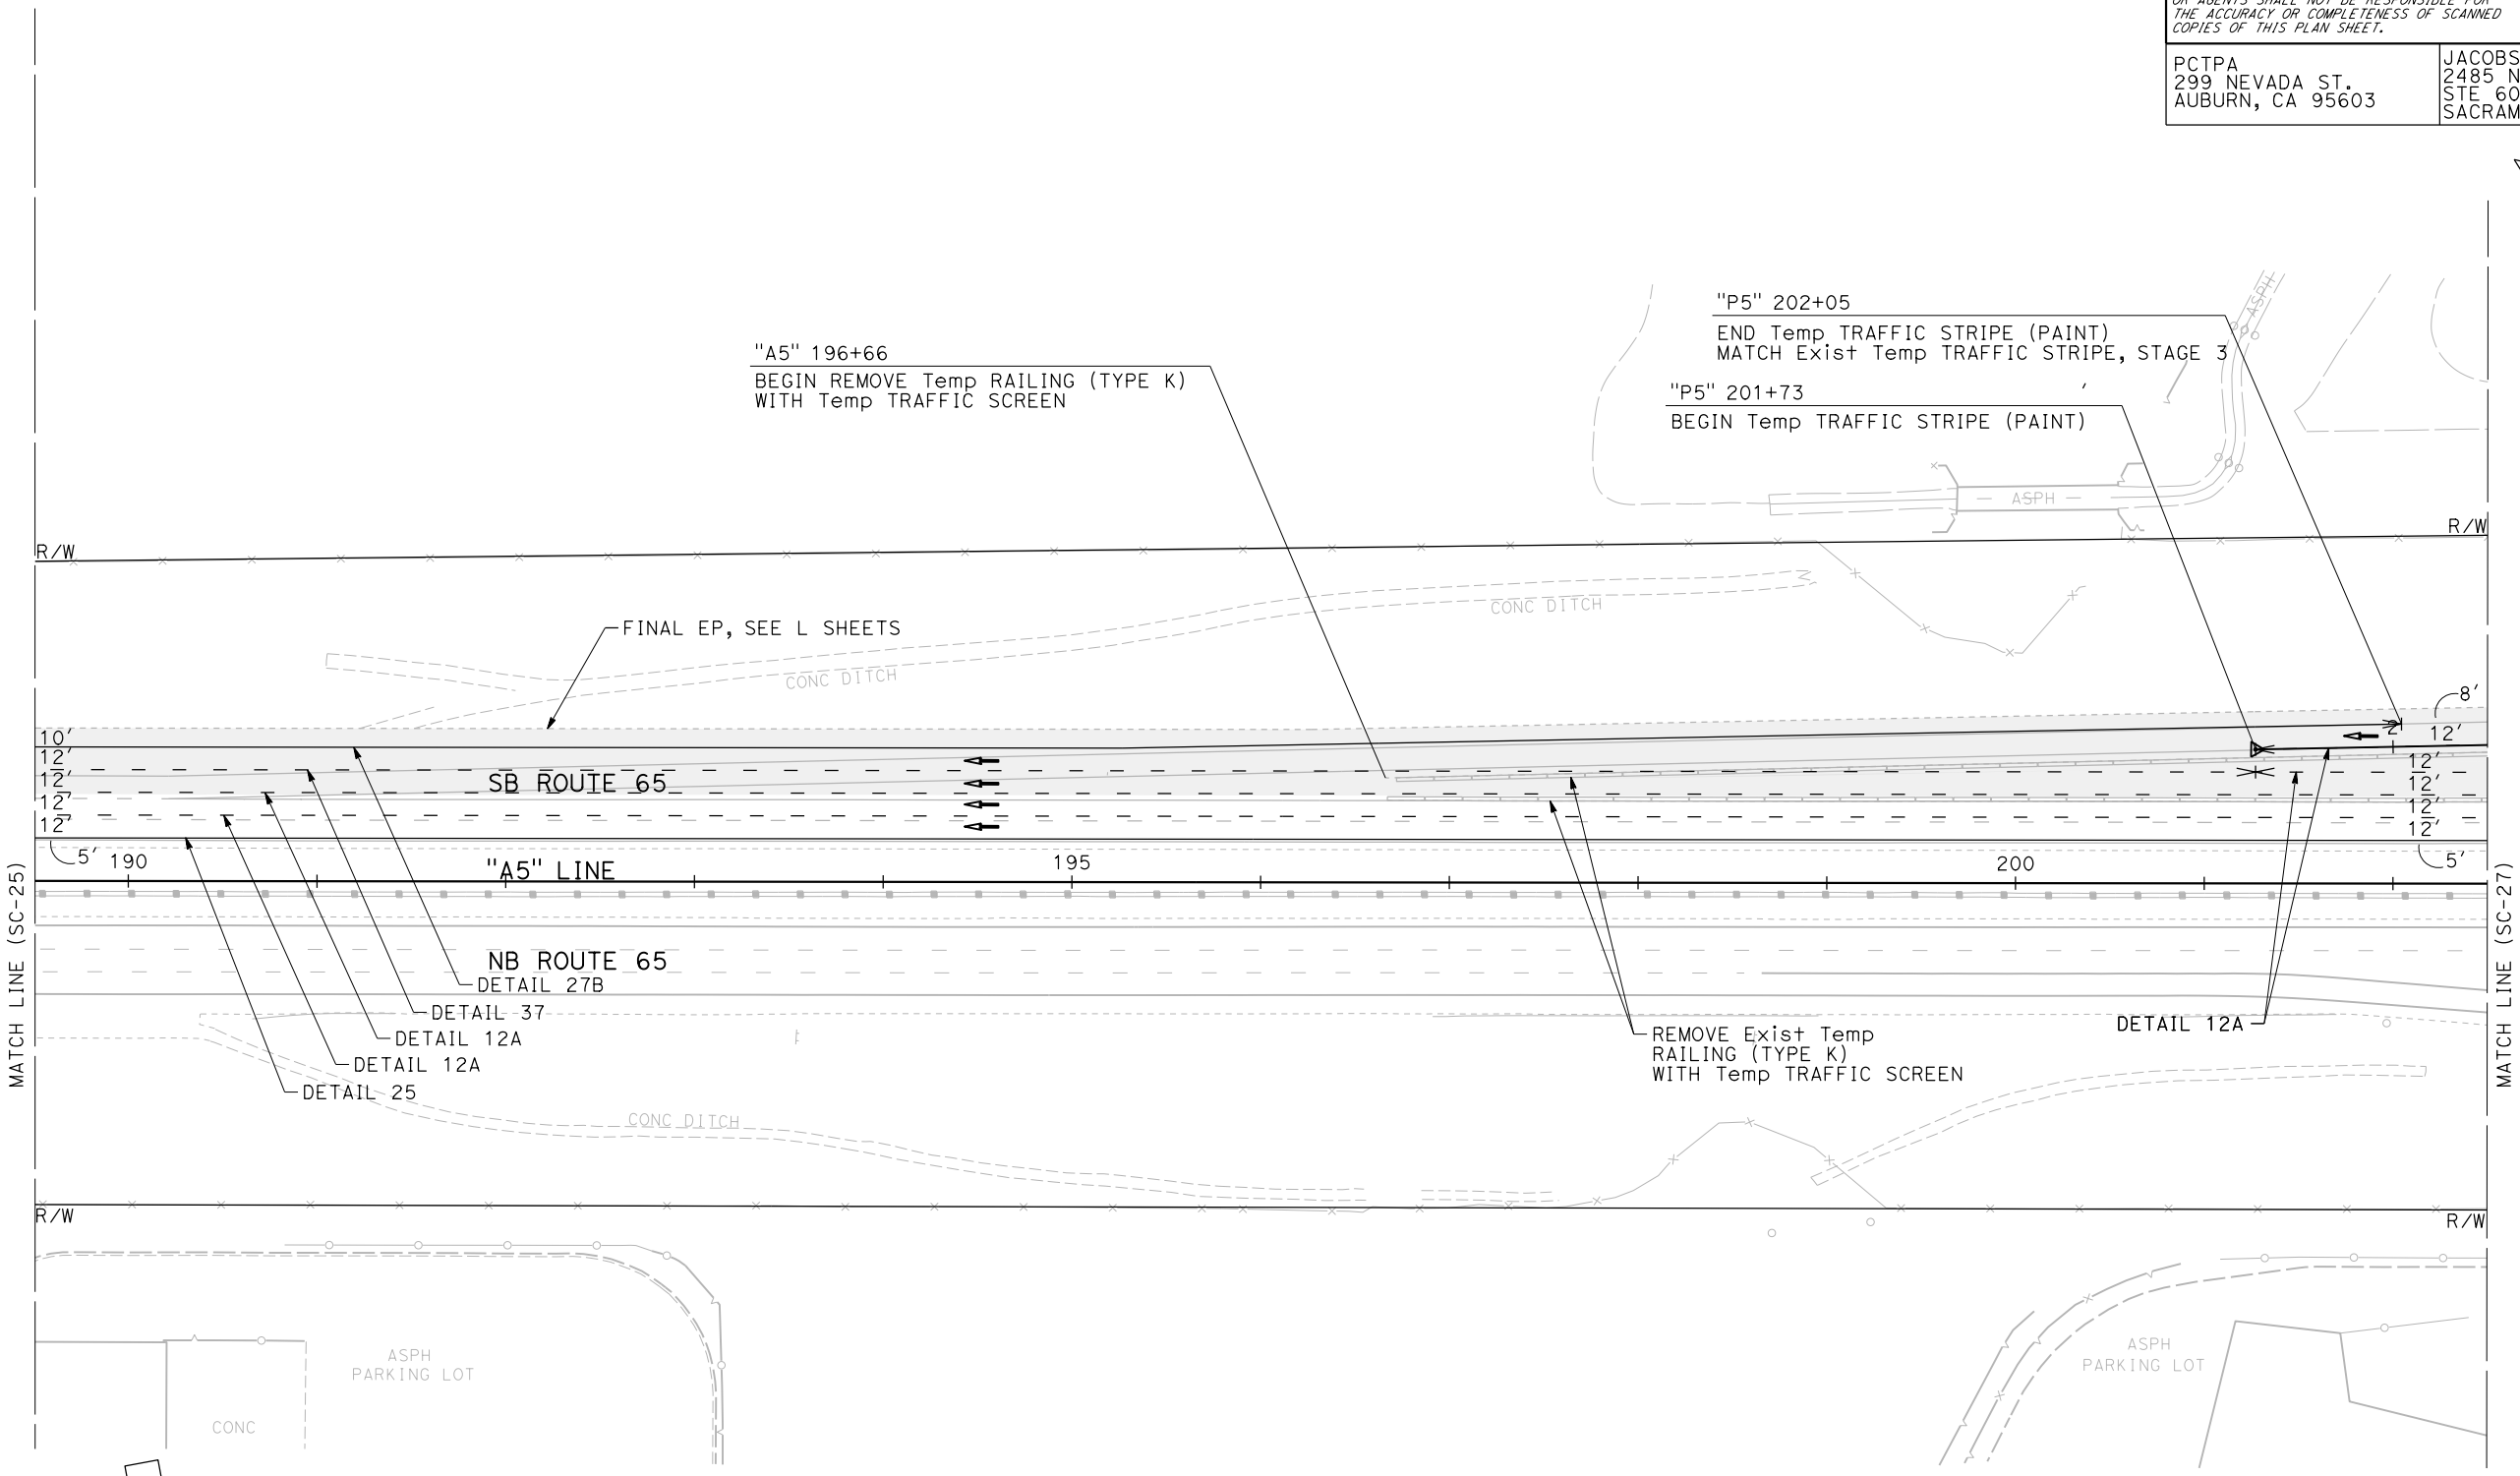 OR AGENTS SHALL NOT BE RESPONSIBLE FOR
THE ACCURACY OR COMPLETENESS OF SCANNED
COPIES OF THIS PLAN SHEET.
PCTPA
299 NEVADA ST.
AUBURN, CA 95603
JACOBS
2485 N
STE 60
SACRAM
"P5" 202+05
END Temp TRAFFIC STRIPE (PAINT)
MATCH Exist Temp TRAFFIC STRIPE, STAGE 3
"A5" 196+66
BEGIN REMOVE Temp RAILING (TYPE K)
WITH Temp TRAFFIC SCREEN
"P5" 201+73
BEGIN Temp TRAFFIC STRIPE (PAINT)
ASPH
ASPH
R/W
R/W
CONC DITCH
FINAL EP, SEE L SHEETS
CONC DITCH
8'
10'
12'
12'
12'
12'
12'
12'
12'
12'
12'
SB ROUTE 65
5'
5'
190
"A5" LINE
195
200
MATCH LINE (SC-25)
MATCH LINE (SC-27)
NB ROUTE 65
DETAIL 27B
DETAIL 37
DETAIL 12A
DETAIL 12A
DETAIL 25
DETAIL 12A
REMOVE Exist Temp
RAILING (TYPE K)
WITH Temp TRAFFIC SCREEN
CONC DITCH
R/W
R/W
ASPH
PARKING LOT
CONC
ASPH
PARKING LOT